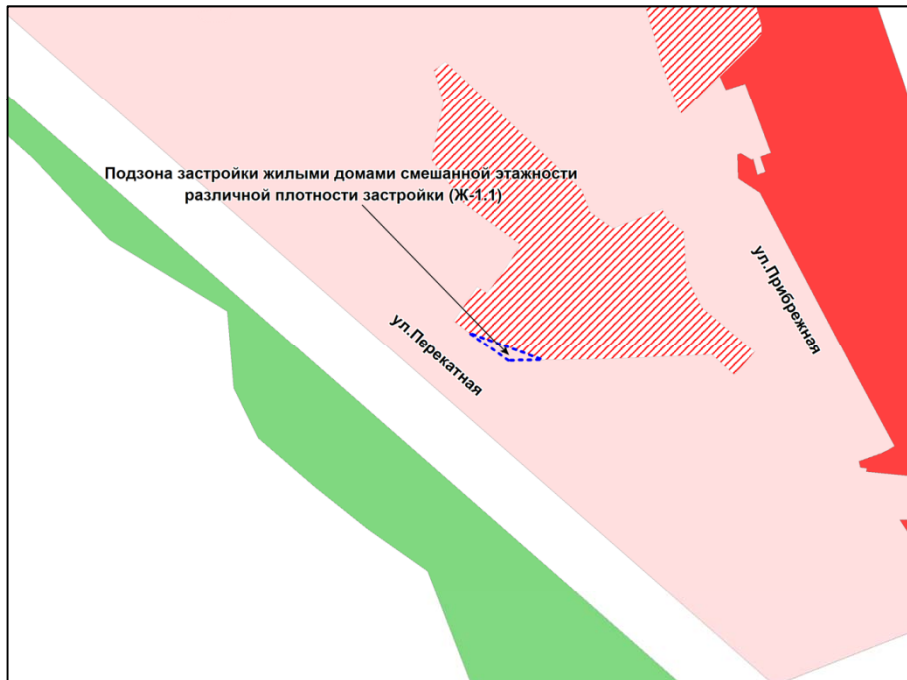 Подзона застройки жилыми домами смешанной этажности
различной плотности застройки (Ж-1.1)
ул.Прибрежная
ул.Перекатная